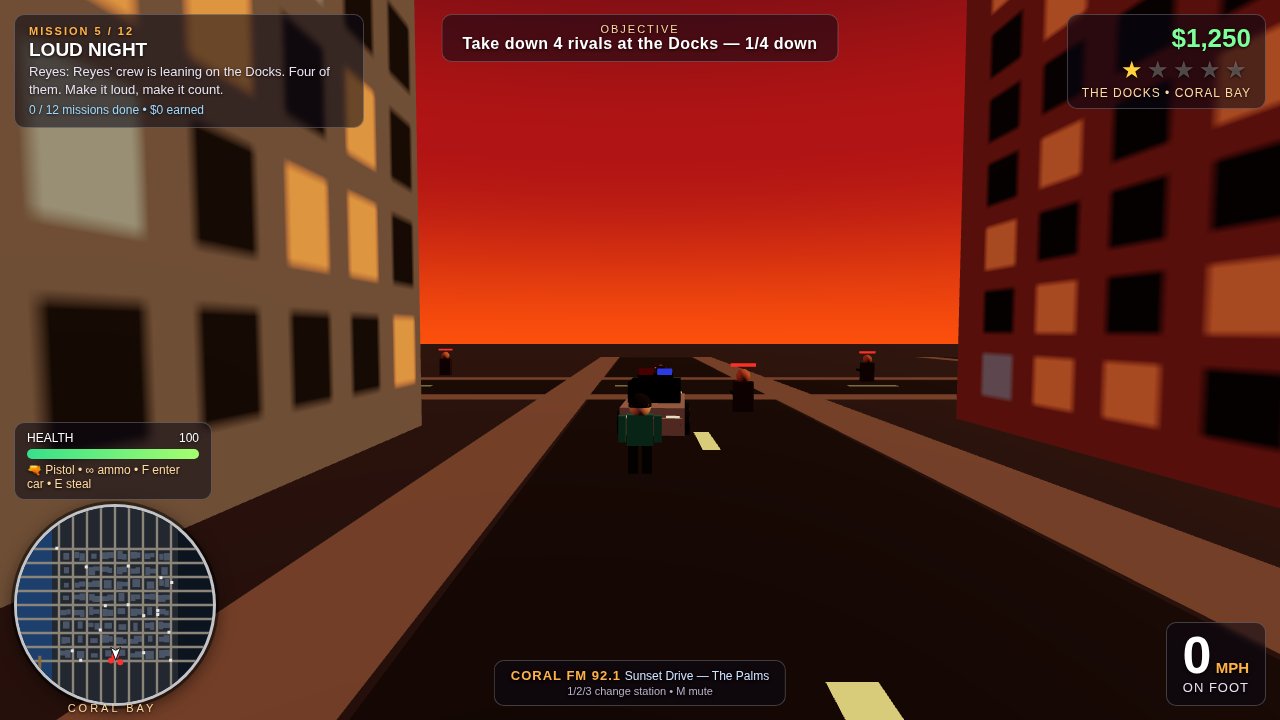 MISSION 5 / 12
LOUD NIGHT
Reyes: Reyes' crew is leaning on the Docks. Four of
them. Make it loud, make it count.
0 / 12 missions done • $0 earned
OBJECTIVE
Take down 4 rivals at the Docks — 1/4 down
$1,250
THE DOCKS • CORAL BAY
HEALTH 100
Pistol • ∞ ammo • F enter
car • E steal
CORAL BAY
CORAL FM 92.1 Sunset Drive — The Palms
1/2/3 change station • M mute
0 MPH
ON FOOT